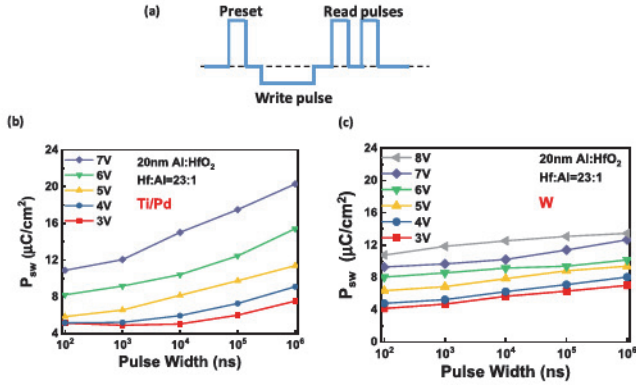 (a)
Preset
Read pulses
Write pulse
(b)
24
20
16
12
8
4
P_sw (μC/cm²)
7V
6V
5V
4V
3V
20nm Al:HfO₂
Hf:Al=23:1
Ti/Pd
10² 10³ 10⁴ 10⁵ 10⁶
Pulse Width (ns)
(c)
24
20
16
12
8
4
0
P_sw (μC/cm²)
8V
7V
6V
5V
4V
3V
20nm Al:HfO₂
Hf:Al=23:1
W
10² 10³ 10⁴ 10⁵ 10⁶
Pulse Width (ns)